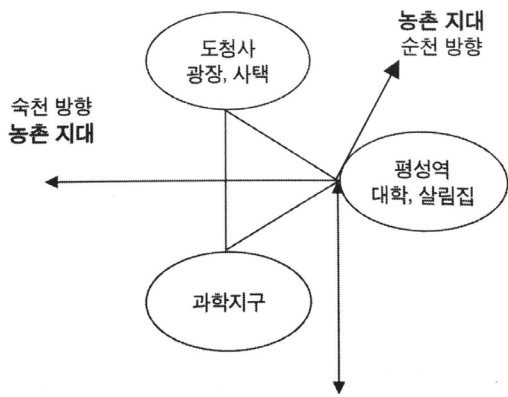 농촌 지대
순천 방향
도청사
광장, 사택
숙천 방향
농촌 지대
평성역
대학, 살림집
과학지구